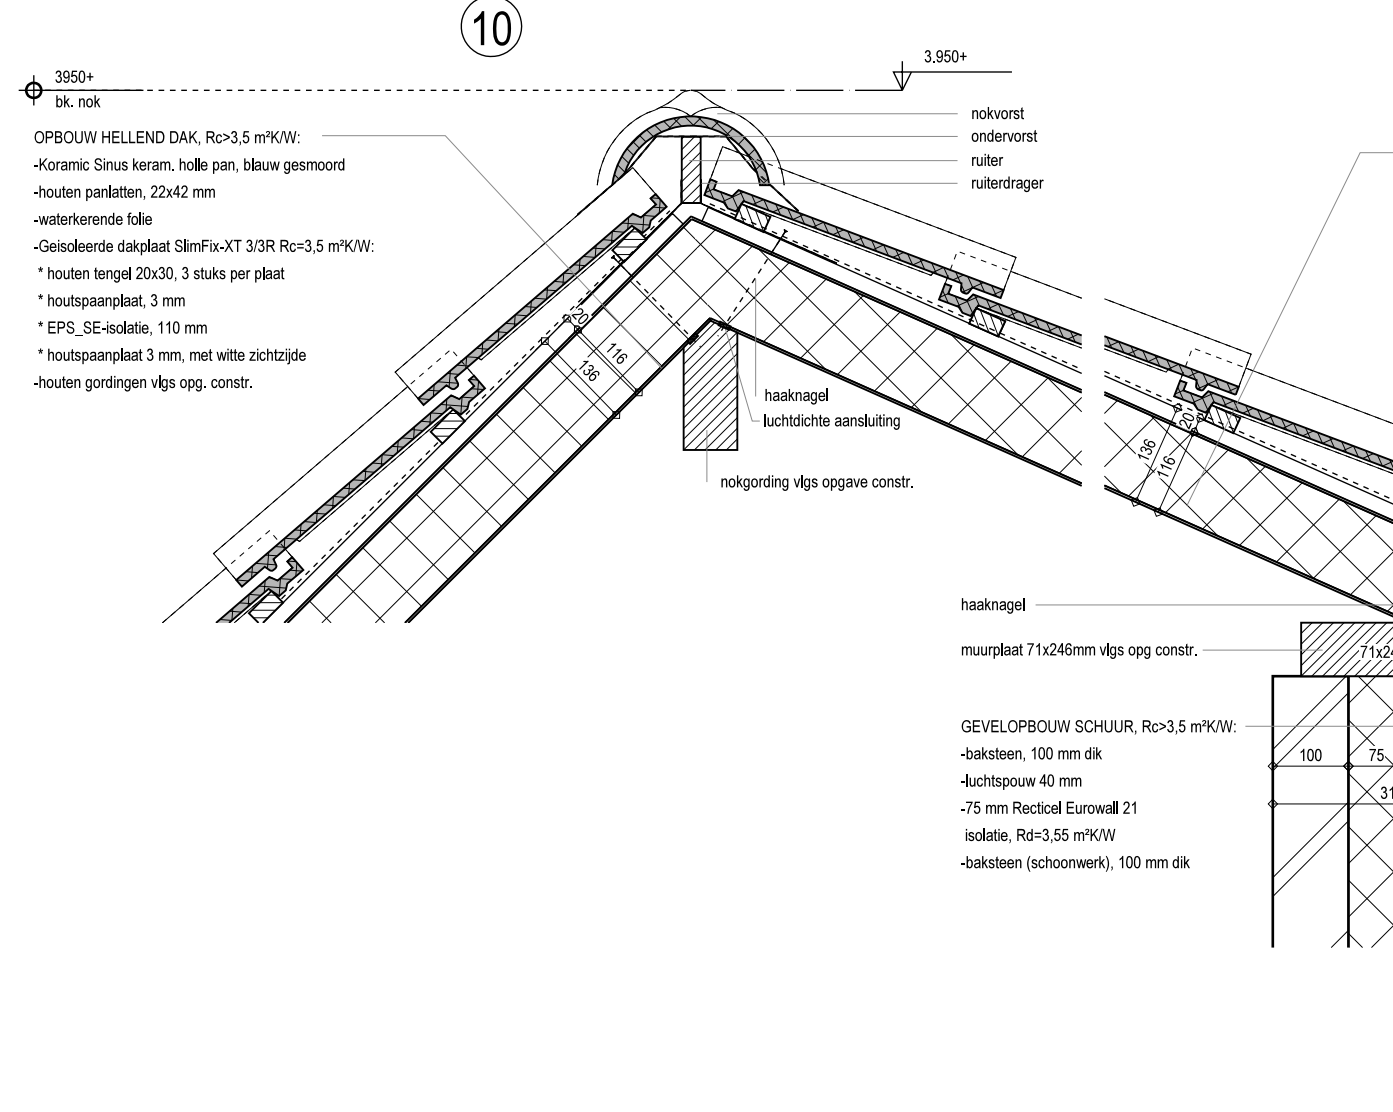 10
3950+
bk. nok
3.950+
nokvorst
ondervorst
ruiter
ruiterdrager
OPBOUW HELLEND DAK, Rc>3,5 m²K/W:
-Koramic Sinus keram. holle pan, blauw gesmoord
-houten panlatten, 22x42 mm
-waterkerende folie
-Geisoleerde dakplaat SlimFix-XT 3/3R Rc=3,5 m²K/W:
* houten tengel 20x30, 3 stuks per plaat
* houtspaanplaat, 3 mm
* EPS_SE-isolatie, 110 mm
* houtspaanplaat 3 mm, met witte zichtzijde
-houten gordingen vlgs opg. constr.
20
116
136
haaknagel
luchtdichte aansluiting
nokgording vlgs opgave constr.
136
116
20
haaknagel
muurplaat 71x246mm vlgs opg constr.
71x24
GEVELOPBOUW SCHUUR, Rc>3,5 m²K/W:
-baksteen, 100 mm dik
-luchtspouw 40 mm
-75 mm Recticel Eurowall 21
isolatie, Rd=3,55 m²K/W
-baksteen (schoonwerk), 100 mm dik
100
75
31